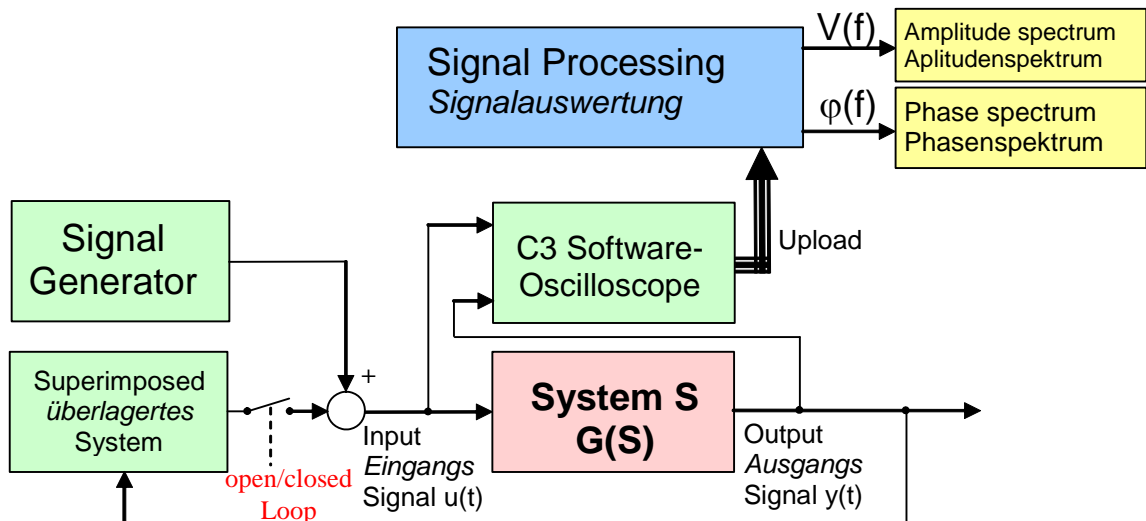 V(f)
Amplitude spectrum
Aplitudenspektrum
Signal Processing
Signalauswertung
φ(f)
Phase spectrum
Phasenspektrum
Signal
Generator
C3 Software-
Oscilloscope
Upload
Superimposed
überlagertes
System
+
System S
G(S)
open/closed
Loop
Input
Eingangs
Signal u(t)
Output
Ausgangs
Signal y(t)